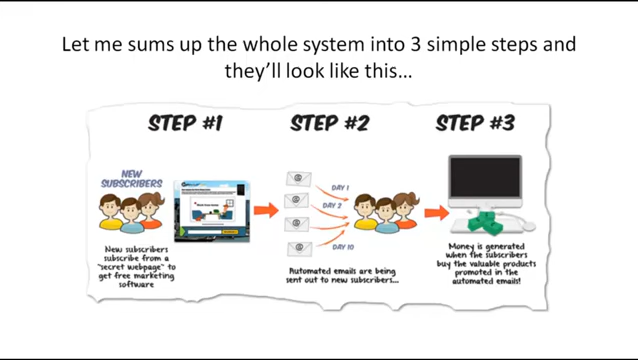 Let me sums up the whole system into 3 simple steps and
they'll look like this...
STEP #1
STEP #2
STEP #3
NEW
SUBSCRIBERS
DAY 1
DAY 2
DAY 10
New subscribers
subscribe from a
"secret webpage" to
get free marketing
software
Automated emails are being
sent out to new subscribers...
Money is generated
when the subscribers
buy the valuable products
promoted in the
automated emails!